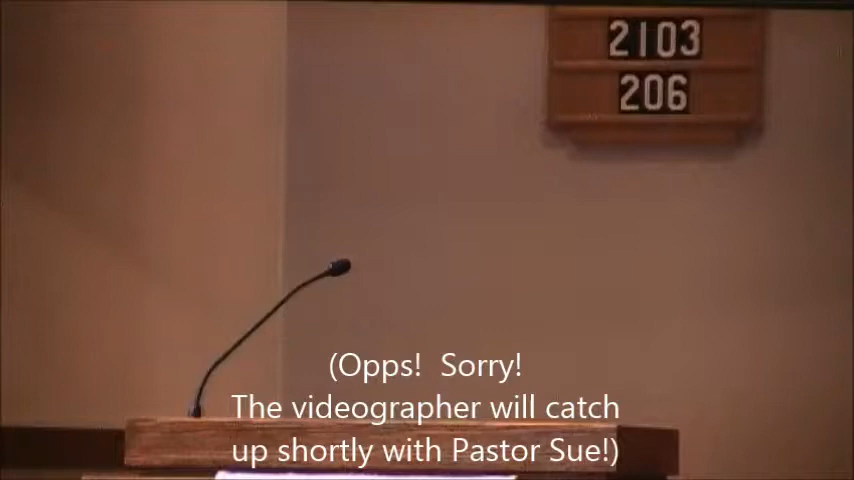 2103
206
(Opps!  Sorry!
The videographer will catch
up shortly with Pastor Sue!)